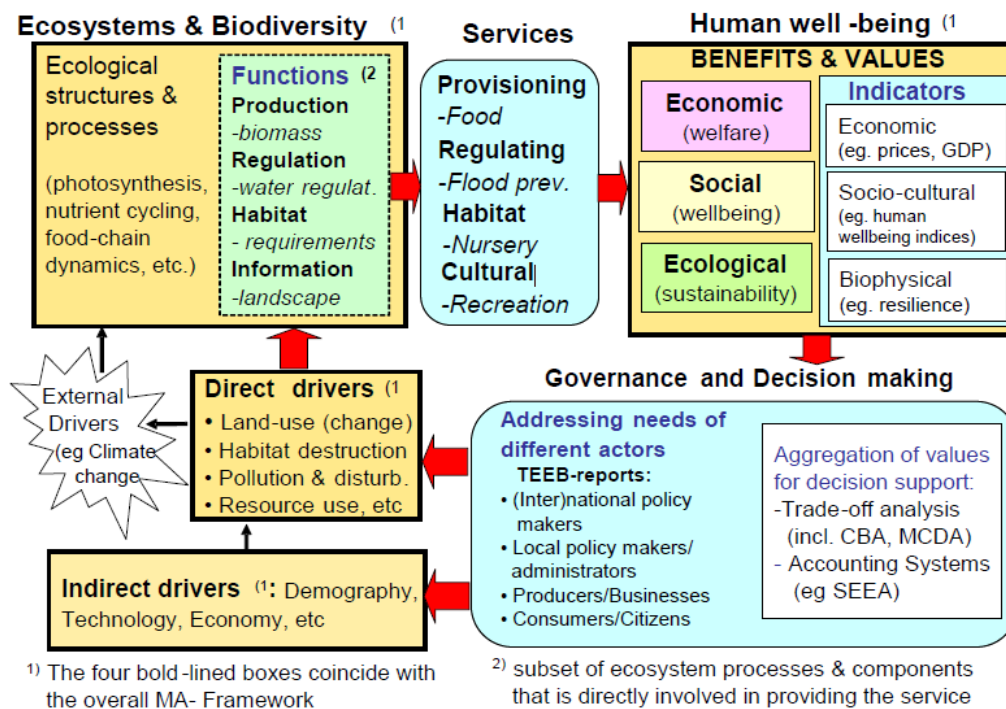 Ecosystems & Biodiversity (1
Ecological
structures &
processes
(photosynthesis,
nutrient cycling,
food-chain
dynamics, etc.)
Functions (2
Production
-biomass
Regulation
-water regulat.
Habitat
- requirements
Information
-landscape
Services
Provisioning
-Food
Regulating
-Flood prev.
Habitat
-Nursery
Cultural
-Recreation
Human well -being (1
BENEFITS & VALUES
Economic
(welfare)
Social
(wellbeing)
Ecological
(sustainability)
Indicators
Economic
(eg. prices, GDP)
Socio-cultural
(eg. human
wellbeing indices)
Biophysical
(eg. resilience)
External
Drivers
(eg Climate
change
Direct drivers (1
• Land-use (change)
• Habitat destruction
• Pollution & disturb.
• Resource use, etc
Governance and Decision making
Addressing needs of
different actors
TEEB-reports:
• (Inter)national policy
makers
• Local policy makers/
administrators
• Producers/Businesses
• Consumers/Citizens
Aggregation of values
for decision support:
-Trade-off analysis
(incl. CBA, MCDA)
- Accounting Systems
(eg SEEA)
Indirect drivers (1: Demography,
Technology, Economy, etc
1) The four bold-lined boxes coincide with
the overall MA- Framework
2) subset of ecosystem processes & components
that is directly involved in providing the service